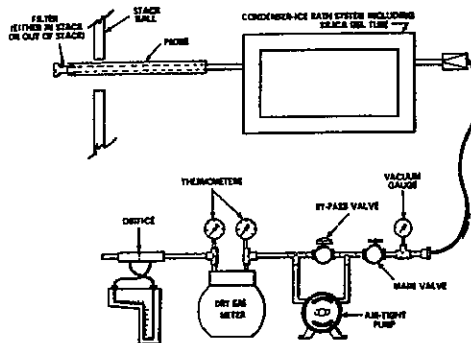 FILTER
(EITHER IN STACK
OR OUT OF STACK)
STACK
WALL
PROBE
CONDENSER-ICE BATH SYSTEM INCLUDING
SILICA GEL TUBE
THERMOMETERS
ORIFICE
DRY GAS
METER
BY-PASS VALVE
VACUUM
GAUGE
MAIN VALVE
AIR-TIGHT
PUMP